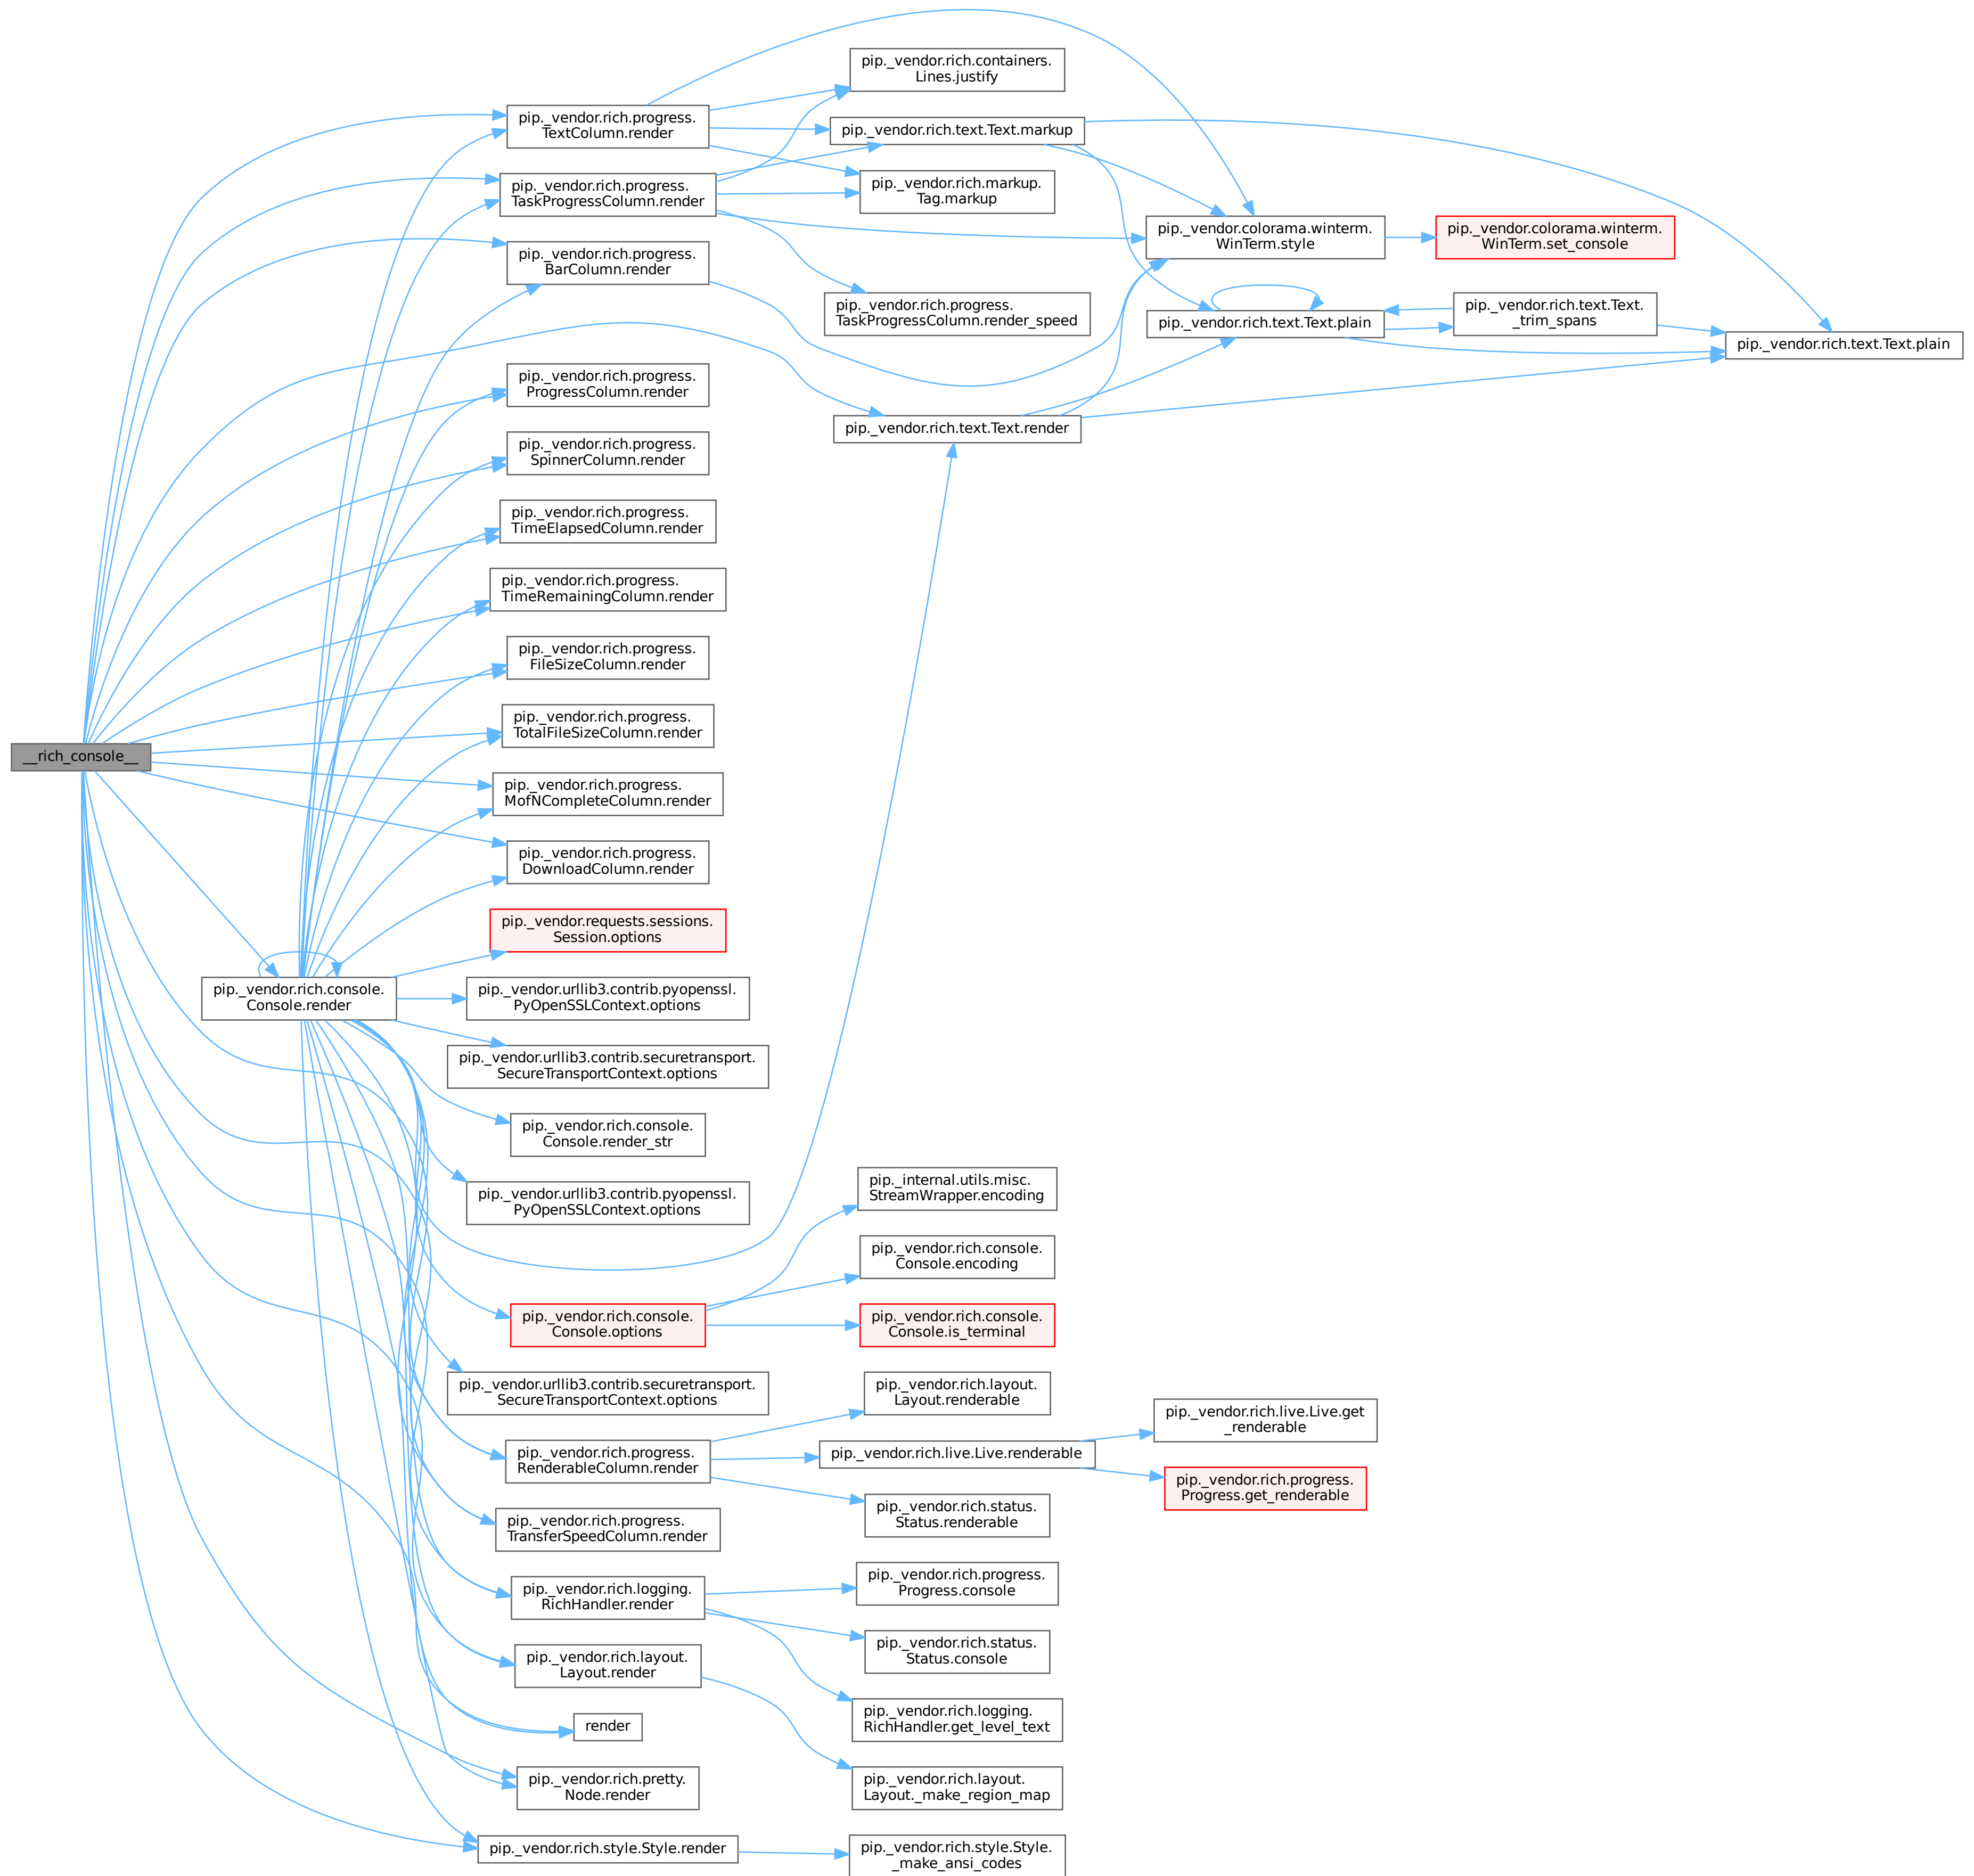 __rich_console__
pip._vendor.rich.progress.
TextColumn.render
pip._vendor.rich.progress.
TaskProgressColumn.render
pip._vendor.rich.progress.
BarColumn.render
pip._vendor.rich.progress.
ProgressColumn.render
pip._vendor.rich.progress.
SpinnerColumn.render
pip._vendor.rich.progress.
TimeElapsedColumn.render
pip._vendor.rich.progress.
TimeRemainingColumn.render
pip._vendor.rich.progress.
FileSizeColumn.render
pip._vendor.rich.progress.
TotalFileSizeColumn.render
pip._vendor.rich.progress.
MofNCompleteColumn.render
pip._vendor.rich.progress.
DownloadColumn.render
pip._vendor.requests.sessions.
Session.options
pip._vendor.rich.console.
Console.render
pip._vendor.urllib3.contrib.pyopenssl.
PyOpenSSLContext.options
pip._vendor.urllib3.contrib.securetransport.
SecureTransportContext.options
pip._vendor.rich.console.
Console.render_str
pip._vendor.urllib3.contrib.pyopenssl.
PyOpenSSLContext.options
pip._vendor.rich.console.
Console.options
pip._vendor.urllib3.contrib.securetransport.
SecureTransportContext.options
pip._vendor.rich.progress.
RenderableColumn.render
pip._vendor.rich.progress.
TransferSpeedColumn.render
pip._vendor.rich.logging.
RichHandler.render
pip._vendor.rich.layout.
Layout.render
render
pip._vendor.rich.pretty.
Node.render
pip._vendor.rich.style.Style.render
pip._vendor.rich.containers.
Lines.justify
pip._vendor.rich.text.Text.markup
pip._vendor.rich.markup.
Tag.markup
pip._vendor.rich.progress.
TaskProgressColumn.render_speed
pip._vendor.rich.text.Text.render
pip._internal.utils.misc.
StreamWrapper.encoding
pip._vendor.rich.console.
Console.encoding
pip._vendor.rich.console.
Console.is_terminal
pip._vendor.rich.layout.
Layout.renderable
pip._vendor.rich.live.Live.renderable
pip._vendor.rich.status.
Status.renderable
pip._vendor.rich.progress.
Progress.console
pip._vendor.rich.status.
Status.console
pip._vendor.rich.logging.
RichHandler.get_level_text
pip._vendor.rich.layout.
Layout._make_region_map
pip._vendor.rich.style.Style.
_make_ansi_codes
pip._vendor.colorama.winterm.
WinTerm.style
pip._vendor.rich.text.Text.plain
pip._vendor.rich.live.Live.get
_renderable
pip._vendor.rich.progress.
Progress.get_renderable
pip._vendor.colorama.winterm.
WinTerm.set_console
pip._vendor.rich.text.Text.
_trim_spans
pip._vendor.rich.text.Text.plain